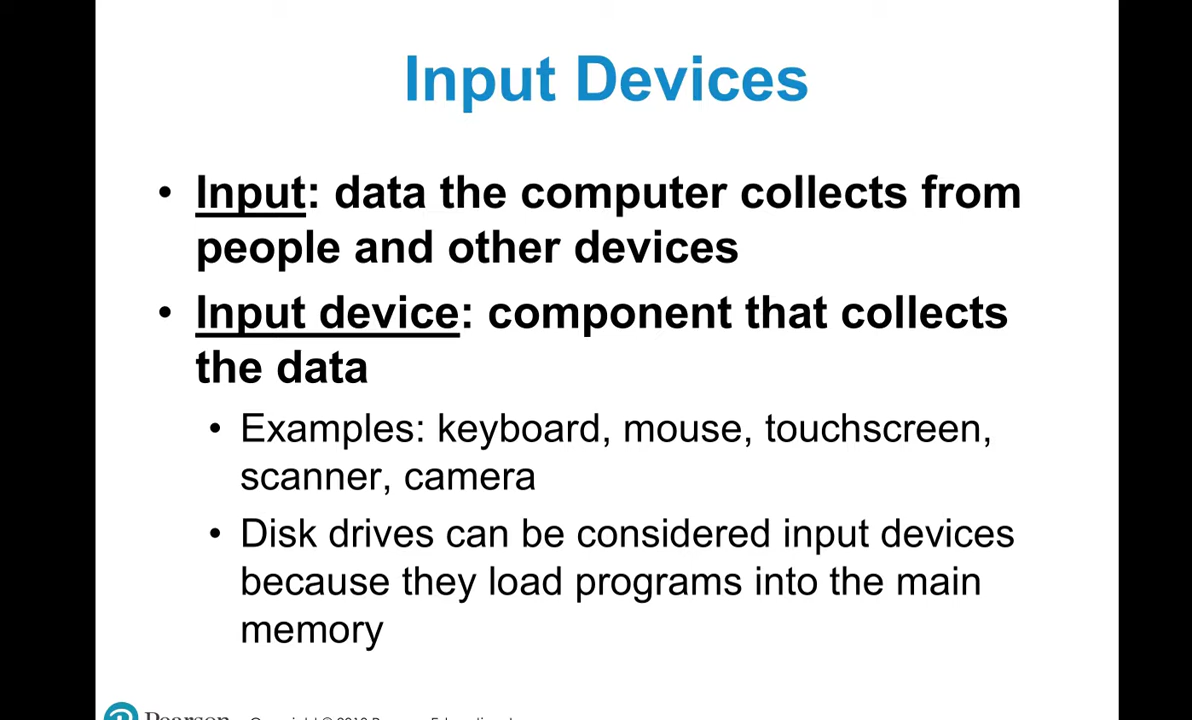 Input Devices
• Input: data the computer collects from
people and other devices
• Input device: component that collects
the data
• Examples: keyboard, mouse, touchscreen,
scanner, camera
• Disk drives can be considered input devices
because they load programs into the main
memory
Pearson